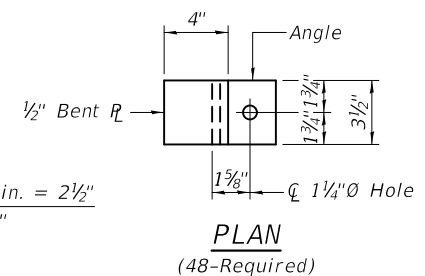 4"
Angle
½" Bent PL
1¾"
1¾"
3½"
1⅝"
CL 1¼"Ø Hole
in. = 2½"
"
PLAN
(48-Required)